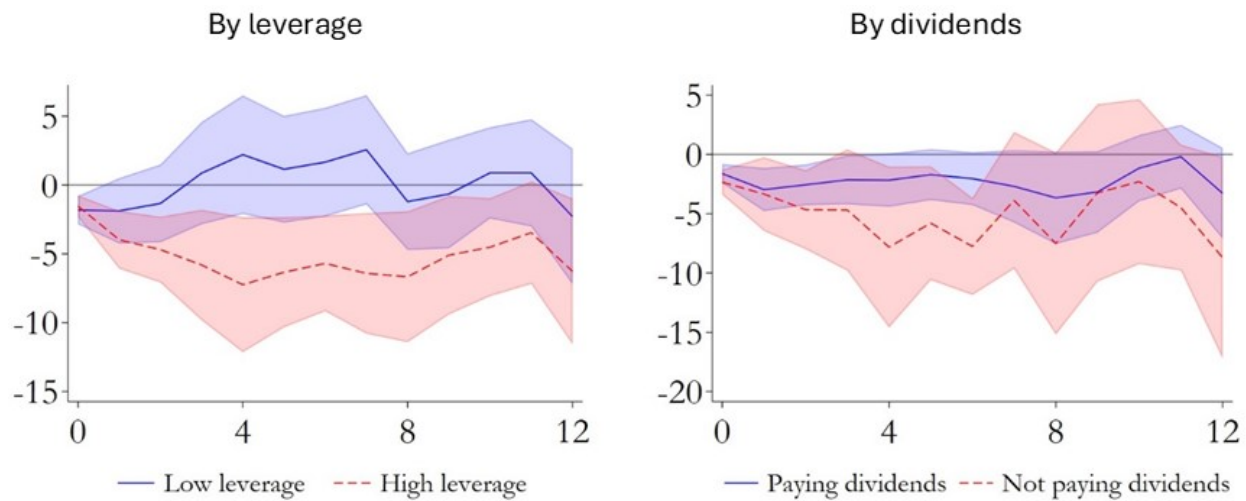 By leverage
5
0
-5
-10
-15
0 4 8 12
Low leverage High leverage
By dividends
5
0
-5
-10
-15
-20
0 4 8 12
Paying dividends Not paying dividends